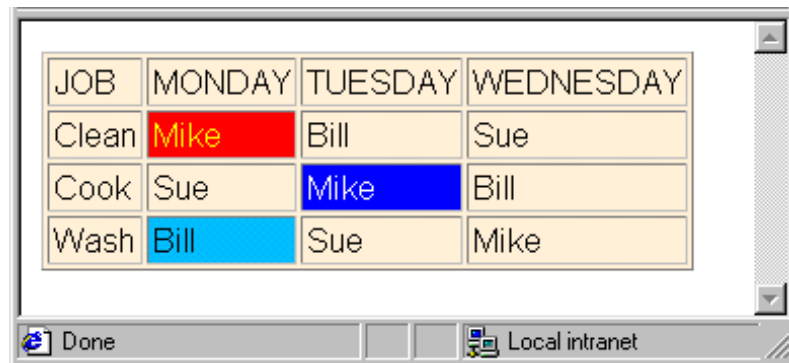 JOB MONDAY TUESDAY WEDNESDAY
Clean Mike Bill Sue
Cook Sue Mike Bill
Wash Bill Sue Mike
Done Local intranet